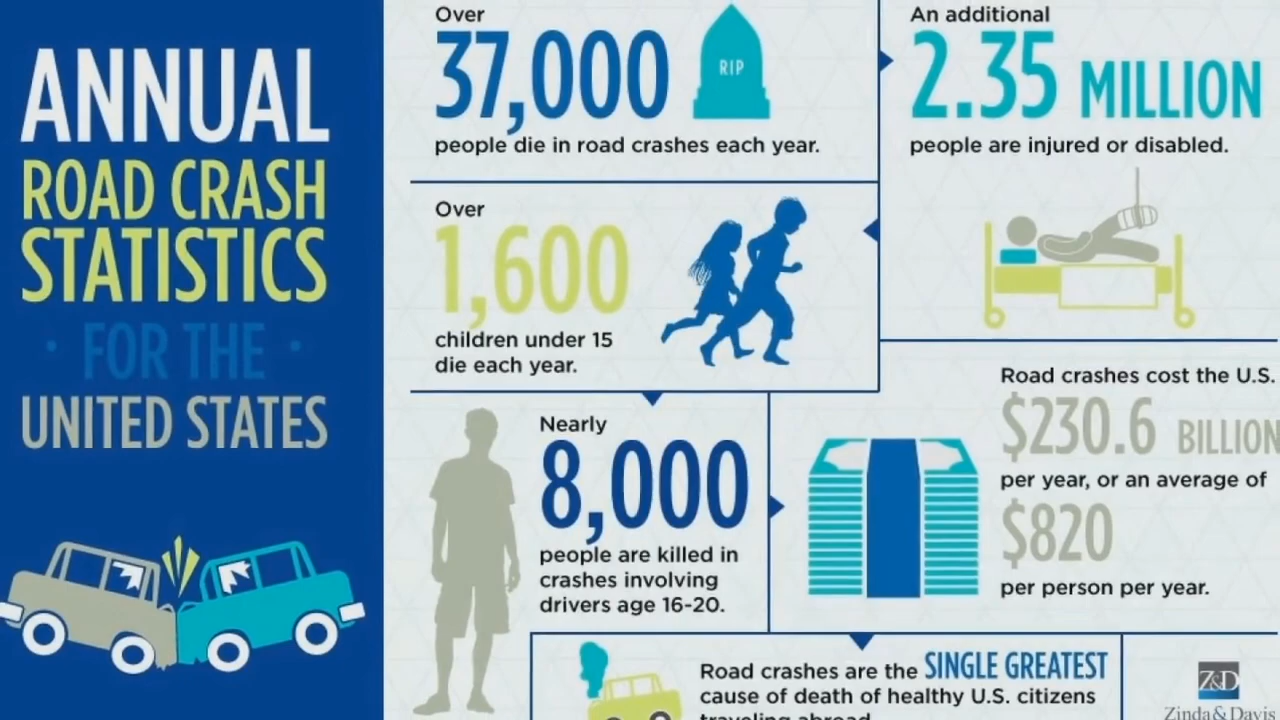 ANNUAL
ROAD CRASH
STATISTICS
· FOR THE ·
UNITED STATES
Over
37,000
RIP
people die in road crashes each year.
An additional
2.35 MILLION
people are injured or disabled.
Over
1,600
children under 15
die each year.
Nearly
8,000
people are killed in
crashes involving
drivers age 16-20.
Road crashes cost the U.S.
$230.6 BILLION
per year, or an average of
$820
per person per year.
Road crashes are the SINGLE GREATEST
cause of death of healthy U.S. citizens
traveling abroad.
Z&D
Zinda & Davis